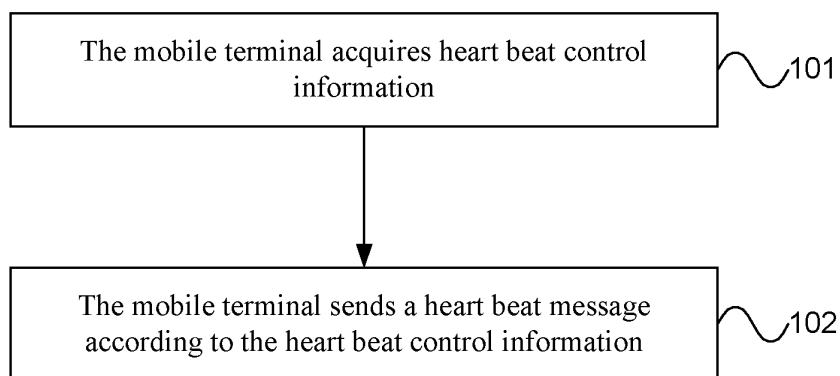 The mobile terminal acquires heart beat control
information
101
The mobile terminal sends a heart beat message
according to the heart beat control information
102